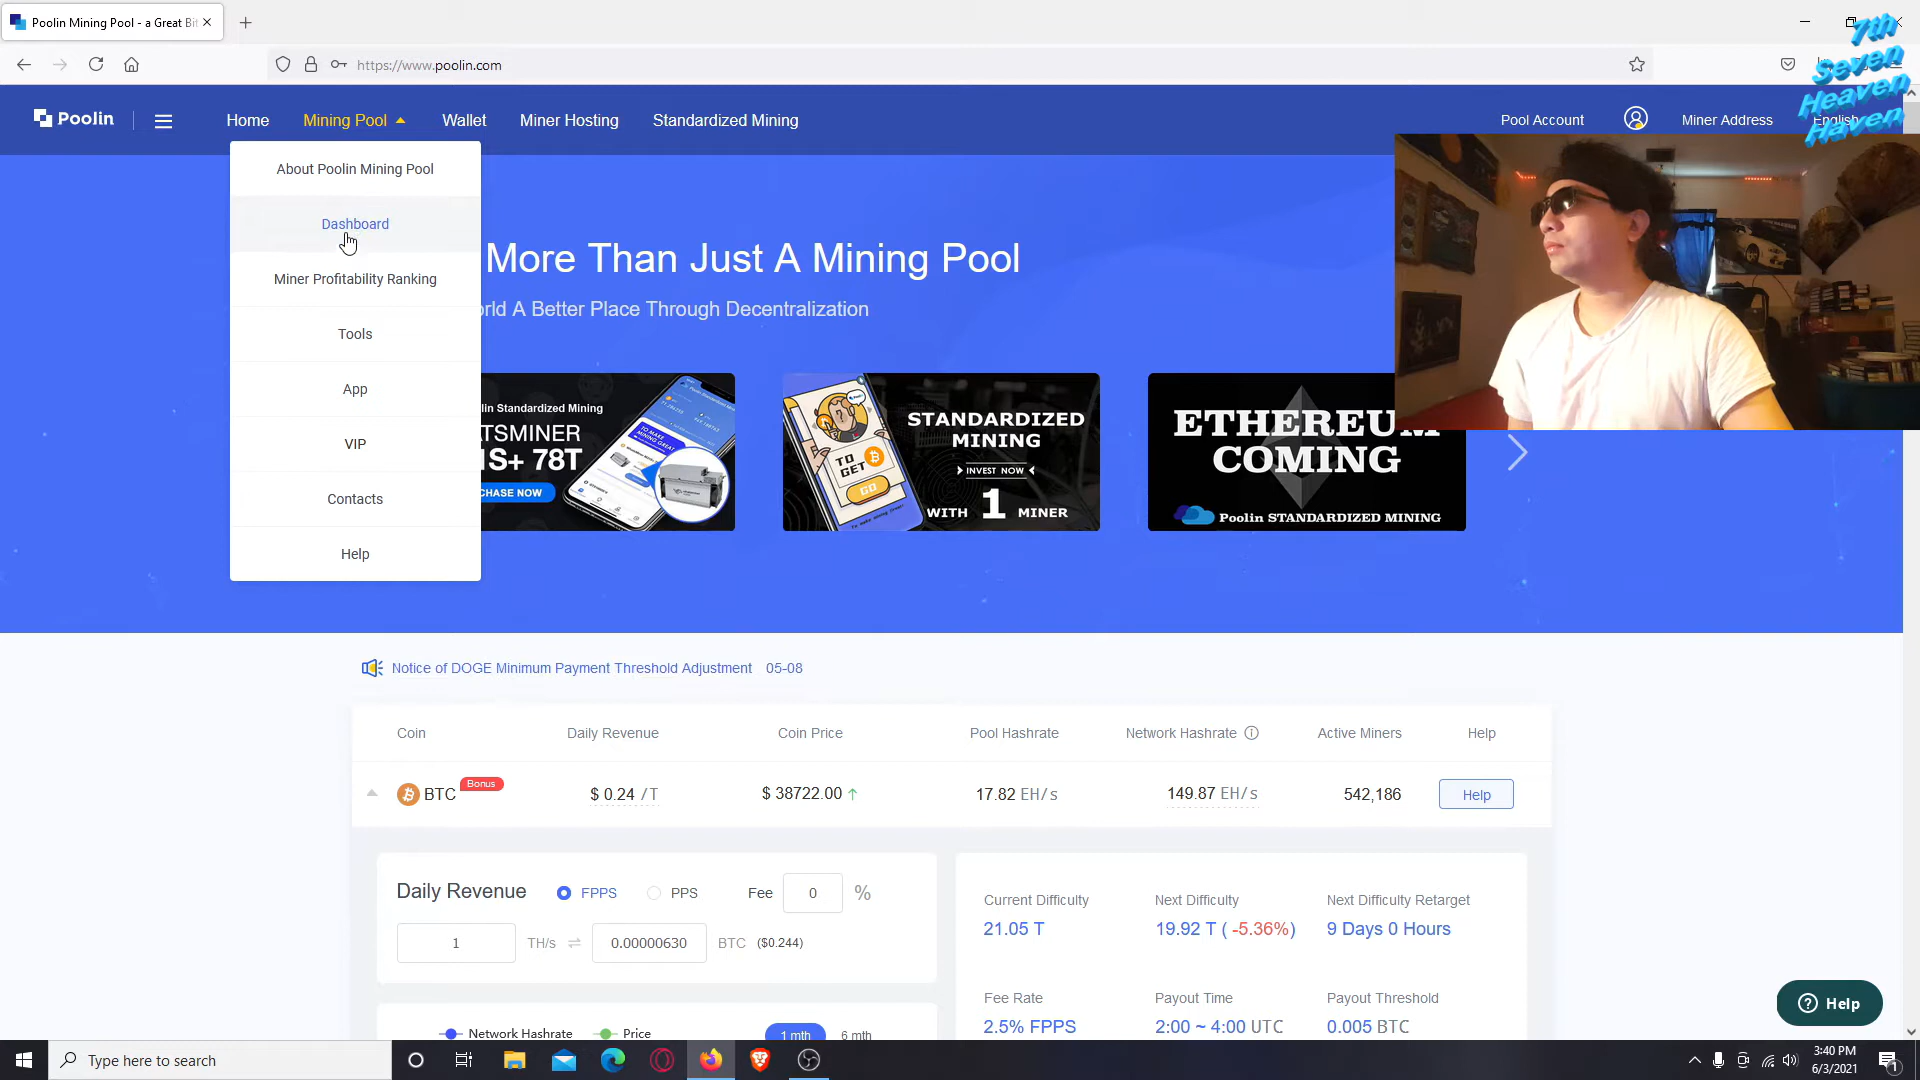 Poolin Mining Pool - a Great Bi
https://www.poolin.com
7th
Seven
Heaven
Haven
Poolin
Home
Mining Pool
Wallet
Miner Hosting
Standardized Mining
Pool Account
Miner Address
English
About Poolin Mining Pool
Dashboard
Miner Profitability Ranking
Tools
App
VIP
Contacts
Help
More Than Just A Mining Pool
rld A Better Place Through Decentralization
lin Standardized Mining
ATSMINER
1S+ 78T
CHASE NOW
TO
GET
GO
STANDARDIZED
MINING
INVEST NOW
WITH 1 MINER
ETHEREUM
COMING
Poolin STANDARDIZED MINING
Notice of DOGE Minimum Payment Threshold Adjustment 05-08
Coin Daily Revenue Coin Price Pool Hashrate Network Hashrate Active Miners Help
BTC Bonus $ 0.24 /T $ 38722.00 ↑ 17.82 EH/s 149.87 EH/s 542,186 Help
Daily Revenue FPPS PPS Fee 0 %
1 TH/s ⇌ 0.00000630 BTC ($0.244)
Network Hashrate Price 1 mth 6 mth
Current Difficulty Next Difficulty Next Difficulty Retarget
21.05 T 19.92 T ( -5.36%) 9 Days 0 Hours
Fee Rate Payout Time Payout Threshold
2.5% FPPS 2:00 ~ 4:00 UTC 0.005 BTC
Help
Type here to search
3:40 PM
6/3/2021
1